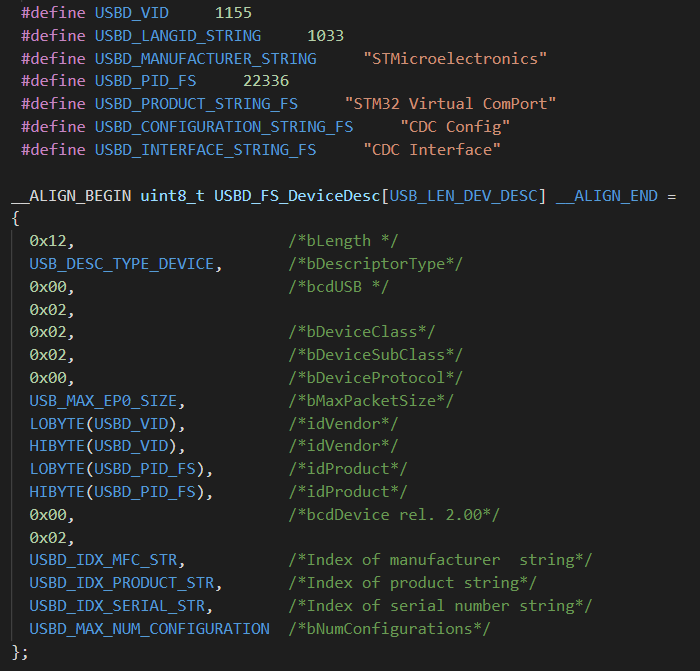 #define USBD_VID     1155
#define USBD_LANGID_STRING     1033
#define USBD_MANUFACTURER_STRING     "STMicroelectronics"
#define USBD_PID_FS     22336
#define USBD_PRODUCT_STRING_FS     "STM32 Virtual ComPort"
#define USBD_CONFIGURATION_STRING_FS     "CDC Config"
#define USBD_INTERFACE_STRING_FS     "CDC Interface"

__ALIGN_BEGIN uint8_t USBD_FS_DeviceDesc[USB_LEN_DEV_DESC] __ALIGN_END =
{
  0x12,                       /*bLength */
  USB_DESC_TYPE_DEVICE,       /*bDescriptorType*/
  0x00,                       /*bcdUSB */
  0x02,
  0x02,                       /*bDeviceClass*/
  0x02,                       /*bDeviceSubClass*/
  0x00,                       /*bDeviceProtocol*/
  USB_MAX_EP0_SIZE,           /*bMaxPacketSize*/
  LOBYTE(USBD_VID),           /*idVendor*/
  HIBYTE(USBD_VID),           /*idVendor*/
  LOBYTE(USBD_PID_FS),        /*idProduct*/
  HIBYTE(USBD_PID_FS),        /*idProduct*/
  0x00,                       /*bcdDevice rel. 2.00*/
  0x02,
  USBD_IDX_MFC_STR,           /*Index of manufacturer  string*/
  USBD_IDX_PRODUCT_STR,       /*Index of product string*/
  USBD_IDX_SERIAL_STR,        /*Index of serial number string*/
  USBD_MAX_NUM_CONFIGURATION  /*bNumConfigurations*/
};